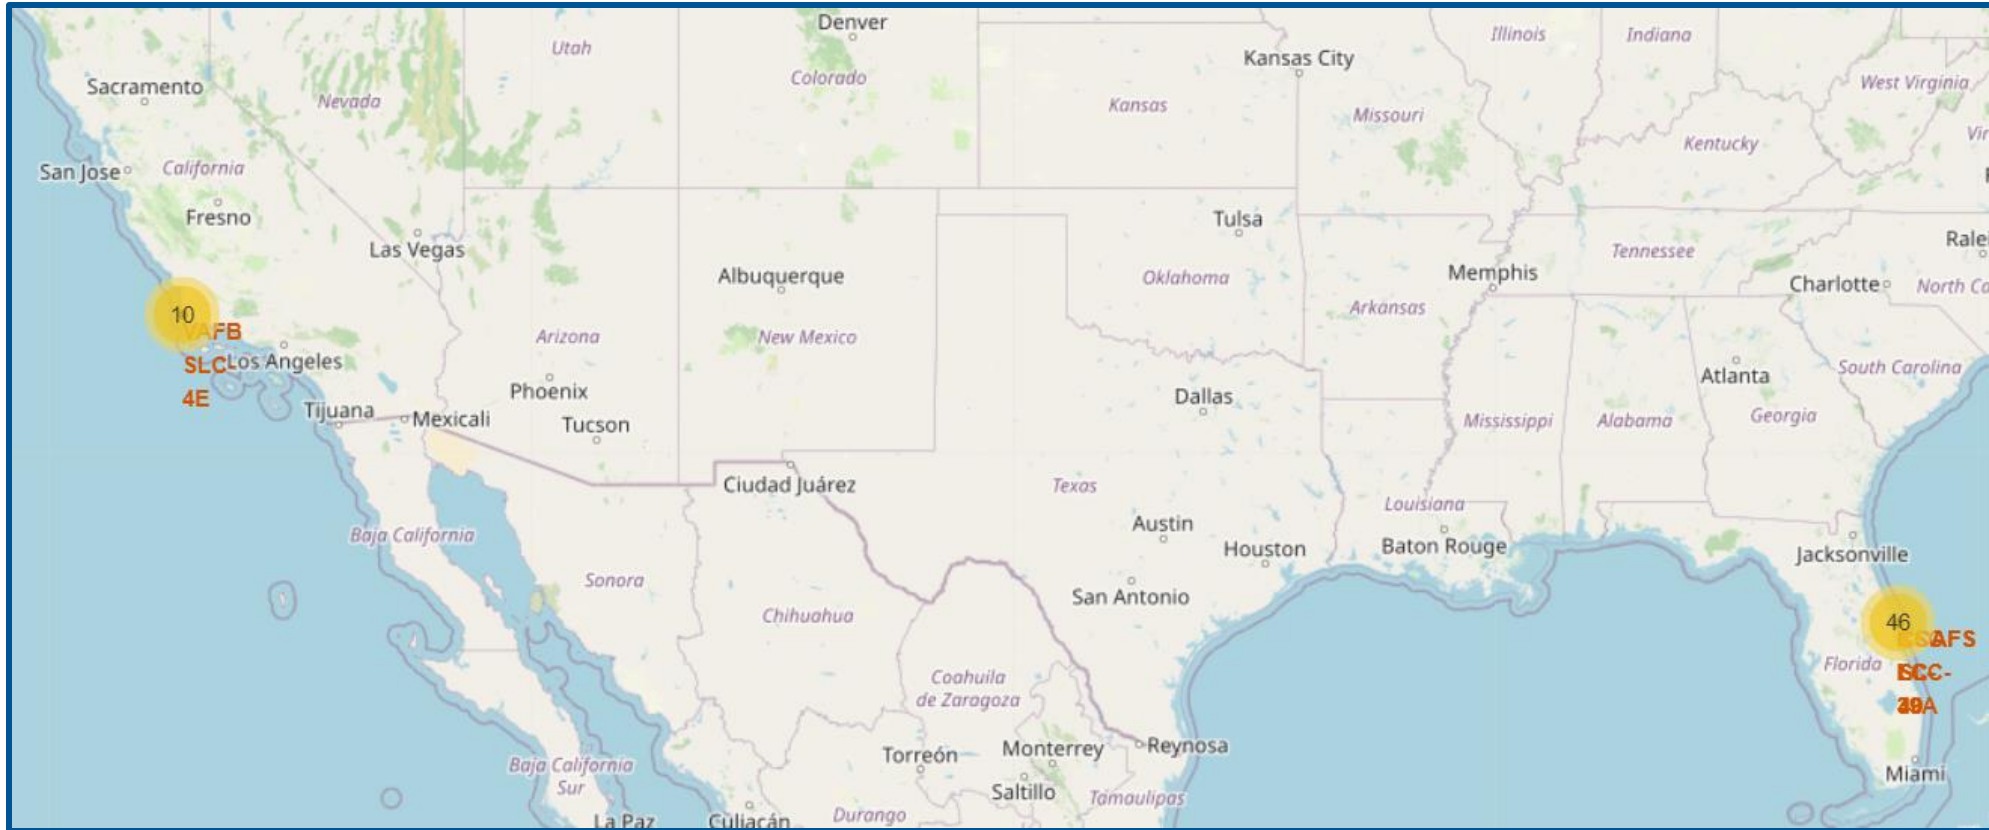 Denver
Utah
Illinois
Indiana
Kansas City
Colorado
West Virginia
Sacramento
Nevada
Kansas
Missouri
Kentucky
San Jose
California
Fresno
Tulsa
Las Vegas
Tennessee
Albuquerque
Memphis
Oklahoma
Charlotte
Arkansas
10
VAFB
SLC-
4E
Arizona
New Mexico
Los Angeles
South Carolina
Atlanta
Phoenix
Dallas
Tijuana
Mexicali
Tucson
Mississippi
Alabama
Georgia
Ciudad Juárez
Texas
Louisiana
Austin
Baja California
Houston
Baton Rouge
Jacksonville
Sonora
San Antonio
Chihuahua
46
Florida
Coahuila
de Zaragoza
Torreón
Monterrey
Reynosa
Baja California
Sur
Miami
Saltillo
Tamaulipas
Durango
La Paz
Culiacán